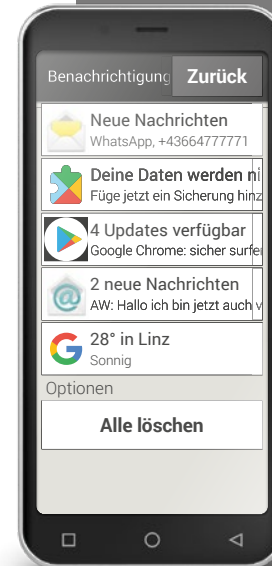 Benachrichtigung
Zurück
Neue Nachrichten
WhatsApp, +43664777771
Deine Daten werden ni
Füge jetzt ein Sicherung hinz
4 Updates verfügbar
Google Chrome: sicher surfe
2 neue Nachrichten
AW: Hallo ich bin jetzt auch v
28° in Linz
Sonnig
Optionen
Alle löschen